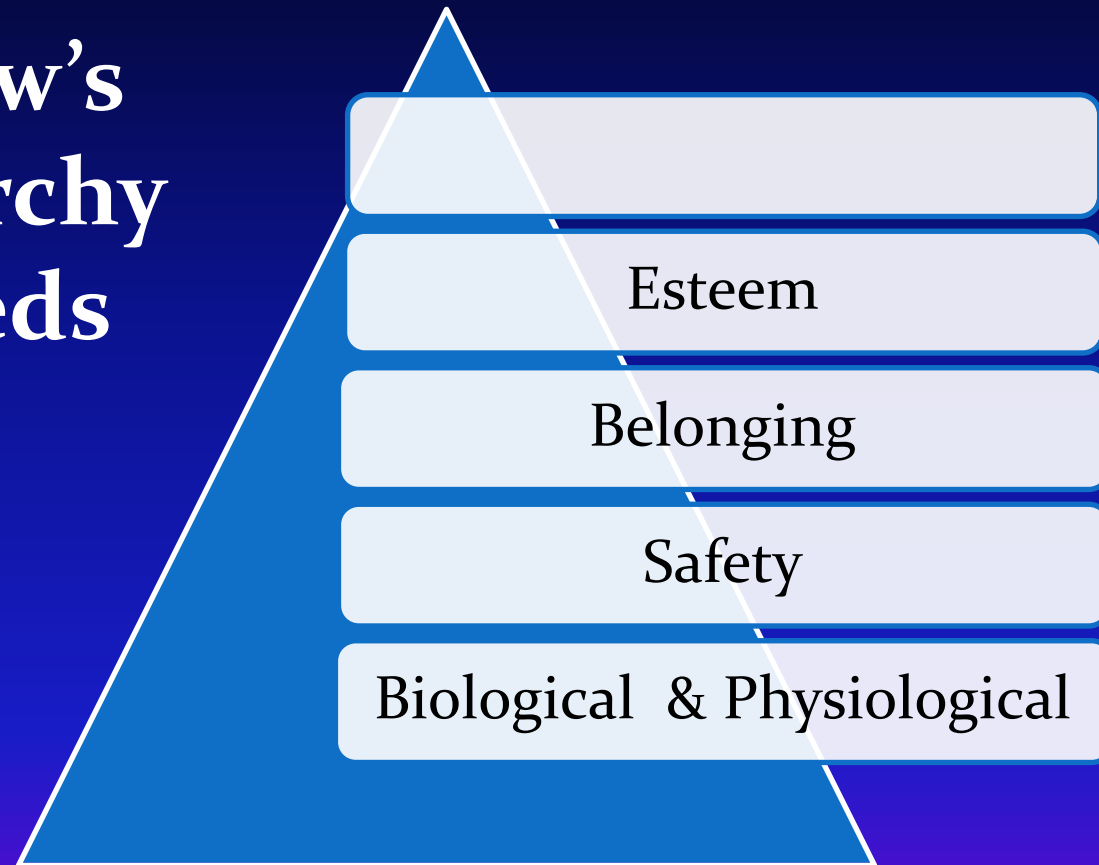 w’s
rchy
eds
Esteem
Belonging
Safety
Biological & Physiological